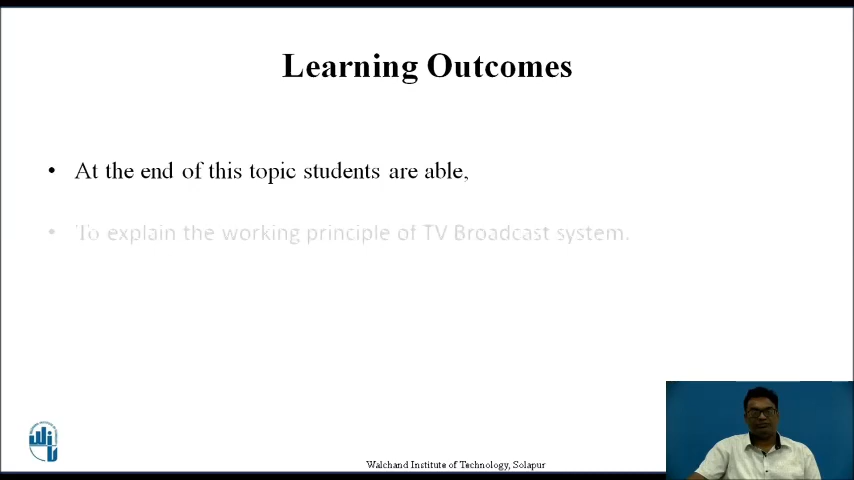 Learning Outcomes
• At the end of this topic students are able,
• To explain the working principle of TV Broadcast system.
Walchand Institute of Technology, Solapur